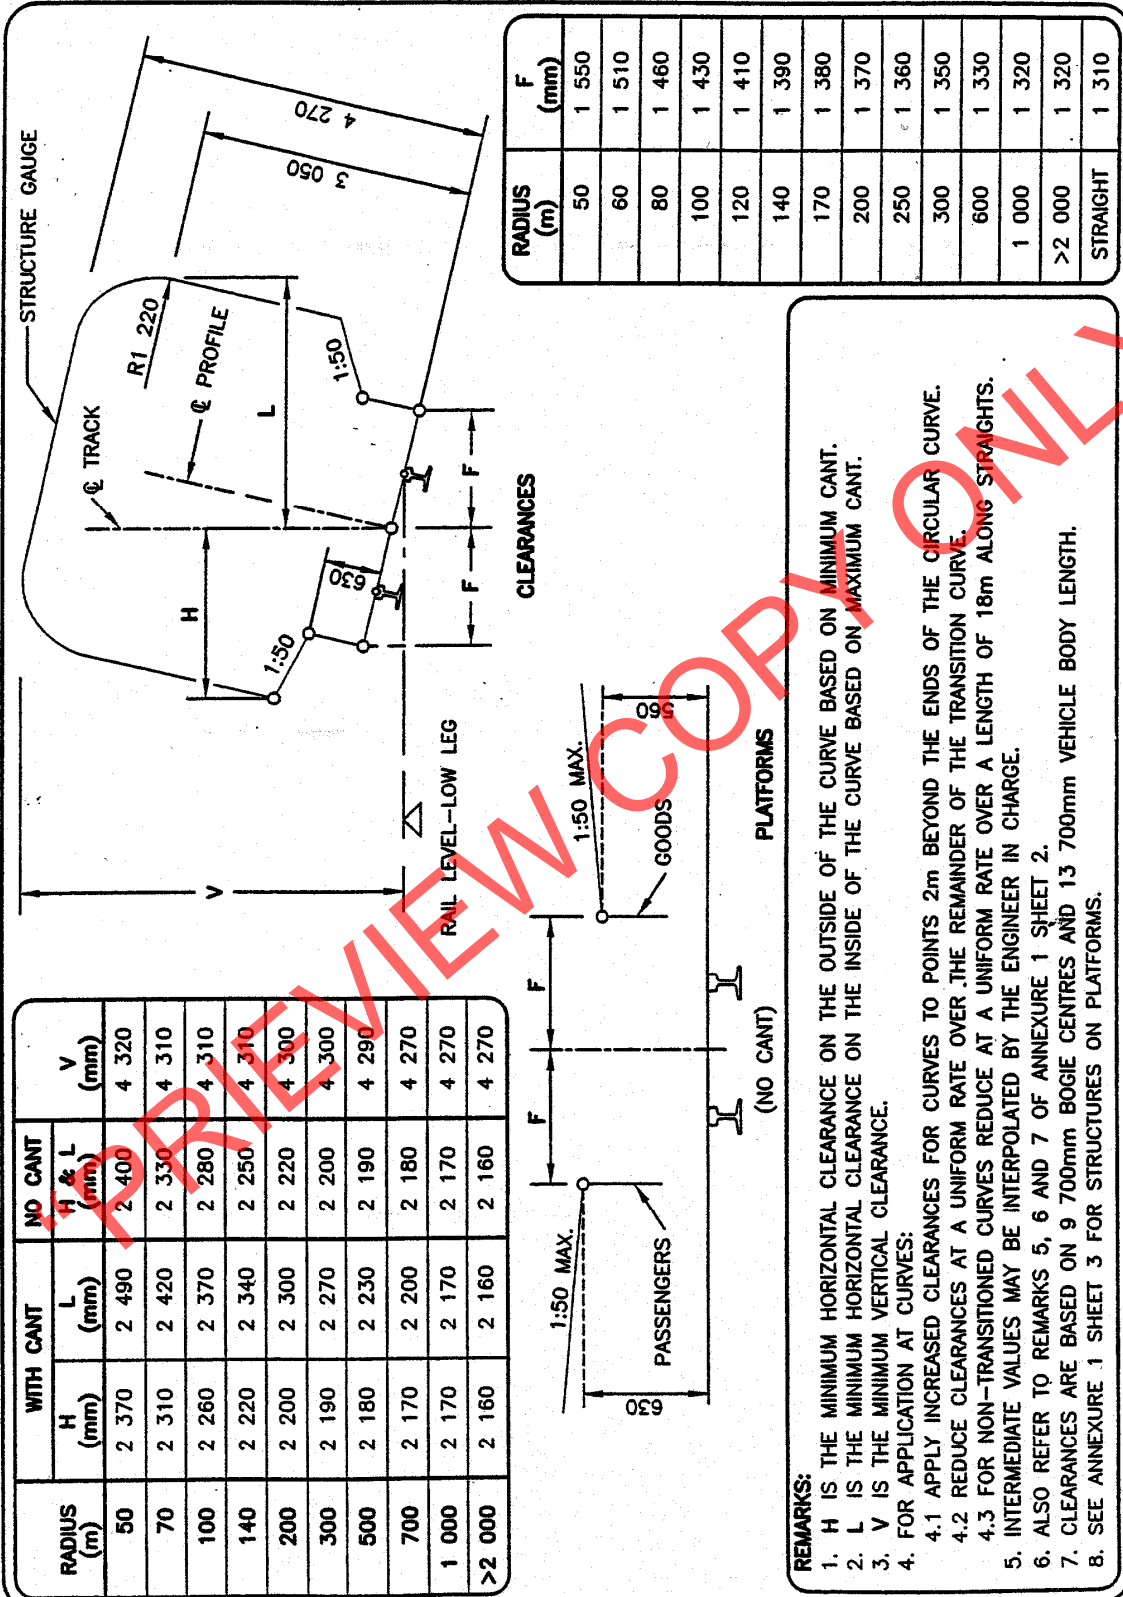 WITH CANT
NO CANT
RADIUS (m)
H (mm)
L (mm)
H & L (mm)
V (mm)
50 2 370 2 490 2 400 4 320
70 2 310 2 420 2 330 4 310
100 2 260 2 370 2 280 4 310
140 2 220 2 340 2 250 4 310
200 2 200 2 300 2 220 4 300
300 2 190 2 270 2 200 4 300
500 2 180 2 230 2 190 4 290
700 2 170 2 200 2 180 4 270
1 000 2 170 2 170 2 170 4 270
>2 000 2 160 2 160 2 160 4 270
STRUCTURE GAUGE
℄ TRACK
R1 220
℄ PROFILE
4 270
3 050
H
L
1:50
1:50
630
F
F
V
RAIL LEVEL-LOW LEG
CLEARANCES
1:50 MAX.
F
F
1:50 MAX.
630
PASSENGERS
GOODS
560
(NO CANT)
PLATFORMS
RADIUS (m) F (mm)
50 1 550
60 1 510
80 1 460
100 1 430
120 1 410
140 1 390
170 1 380
200 1 370
250 1 360
300 1 350
600 1 330
1 000 1 320
>2 000 1 320
STRAIGHT 1 310
REMARKS:
1. H IS THE MINIMUM HORIZONTAL CLEARANCE ON THE OUTSIDE OF THE CURVE BASED ON MINIMUM CANT.
2. L IS THE MINIMUM HORIZONTAL CLEARANCE ON THE INSIDE OF THE CURVE BASED ON MAXIMUM CANT.
3. V IS THE MINIMUM VERTICAL CLEARANCE.
4. FOR APPLICATION AT CURVES:
4.1 APPLY INCREASED CLEARANCES FOR CURVES TO POINTS 2m BEYOND THE ENDS OF THE CIRCULAR CURVE.
4.2 REDUCE CLEARANCES AT A UNIFORM RATE OVER THE REMAINDER OF THE TRANSITION CURVE.
4.3 FOR NON-TRANSITIONED CURVES REDUCE AT A UNIFORM RATE OVER A LENGTH OF 18m ALONG STRAIGHTS.
5. INTERMEDIATE VALUES MAY BE INTERPOLATED BY THE ENGINEER IN CHARGE.
6. ALSO REFER TO REMARKS 5, 6 AND 7 OF ANNEXURE 1 SHEET 2.
7. CLEARANCES ARE BASED ON 9 700mm BOGIE CENTRES AND 13 700mm VEHICLE BODY LENGTH.
8. SEE ANNEXURE 1 SHEET 3 FOR STRUCTURES ON PLATFORMS.
"PREVIEW COPY ONLY